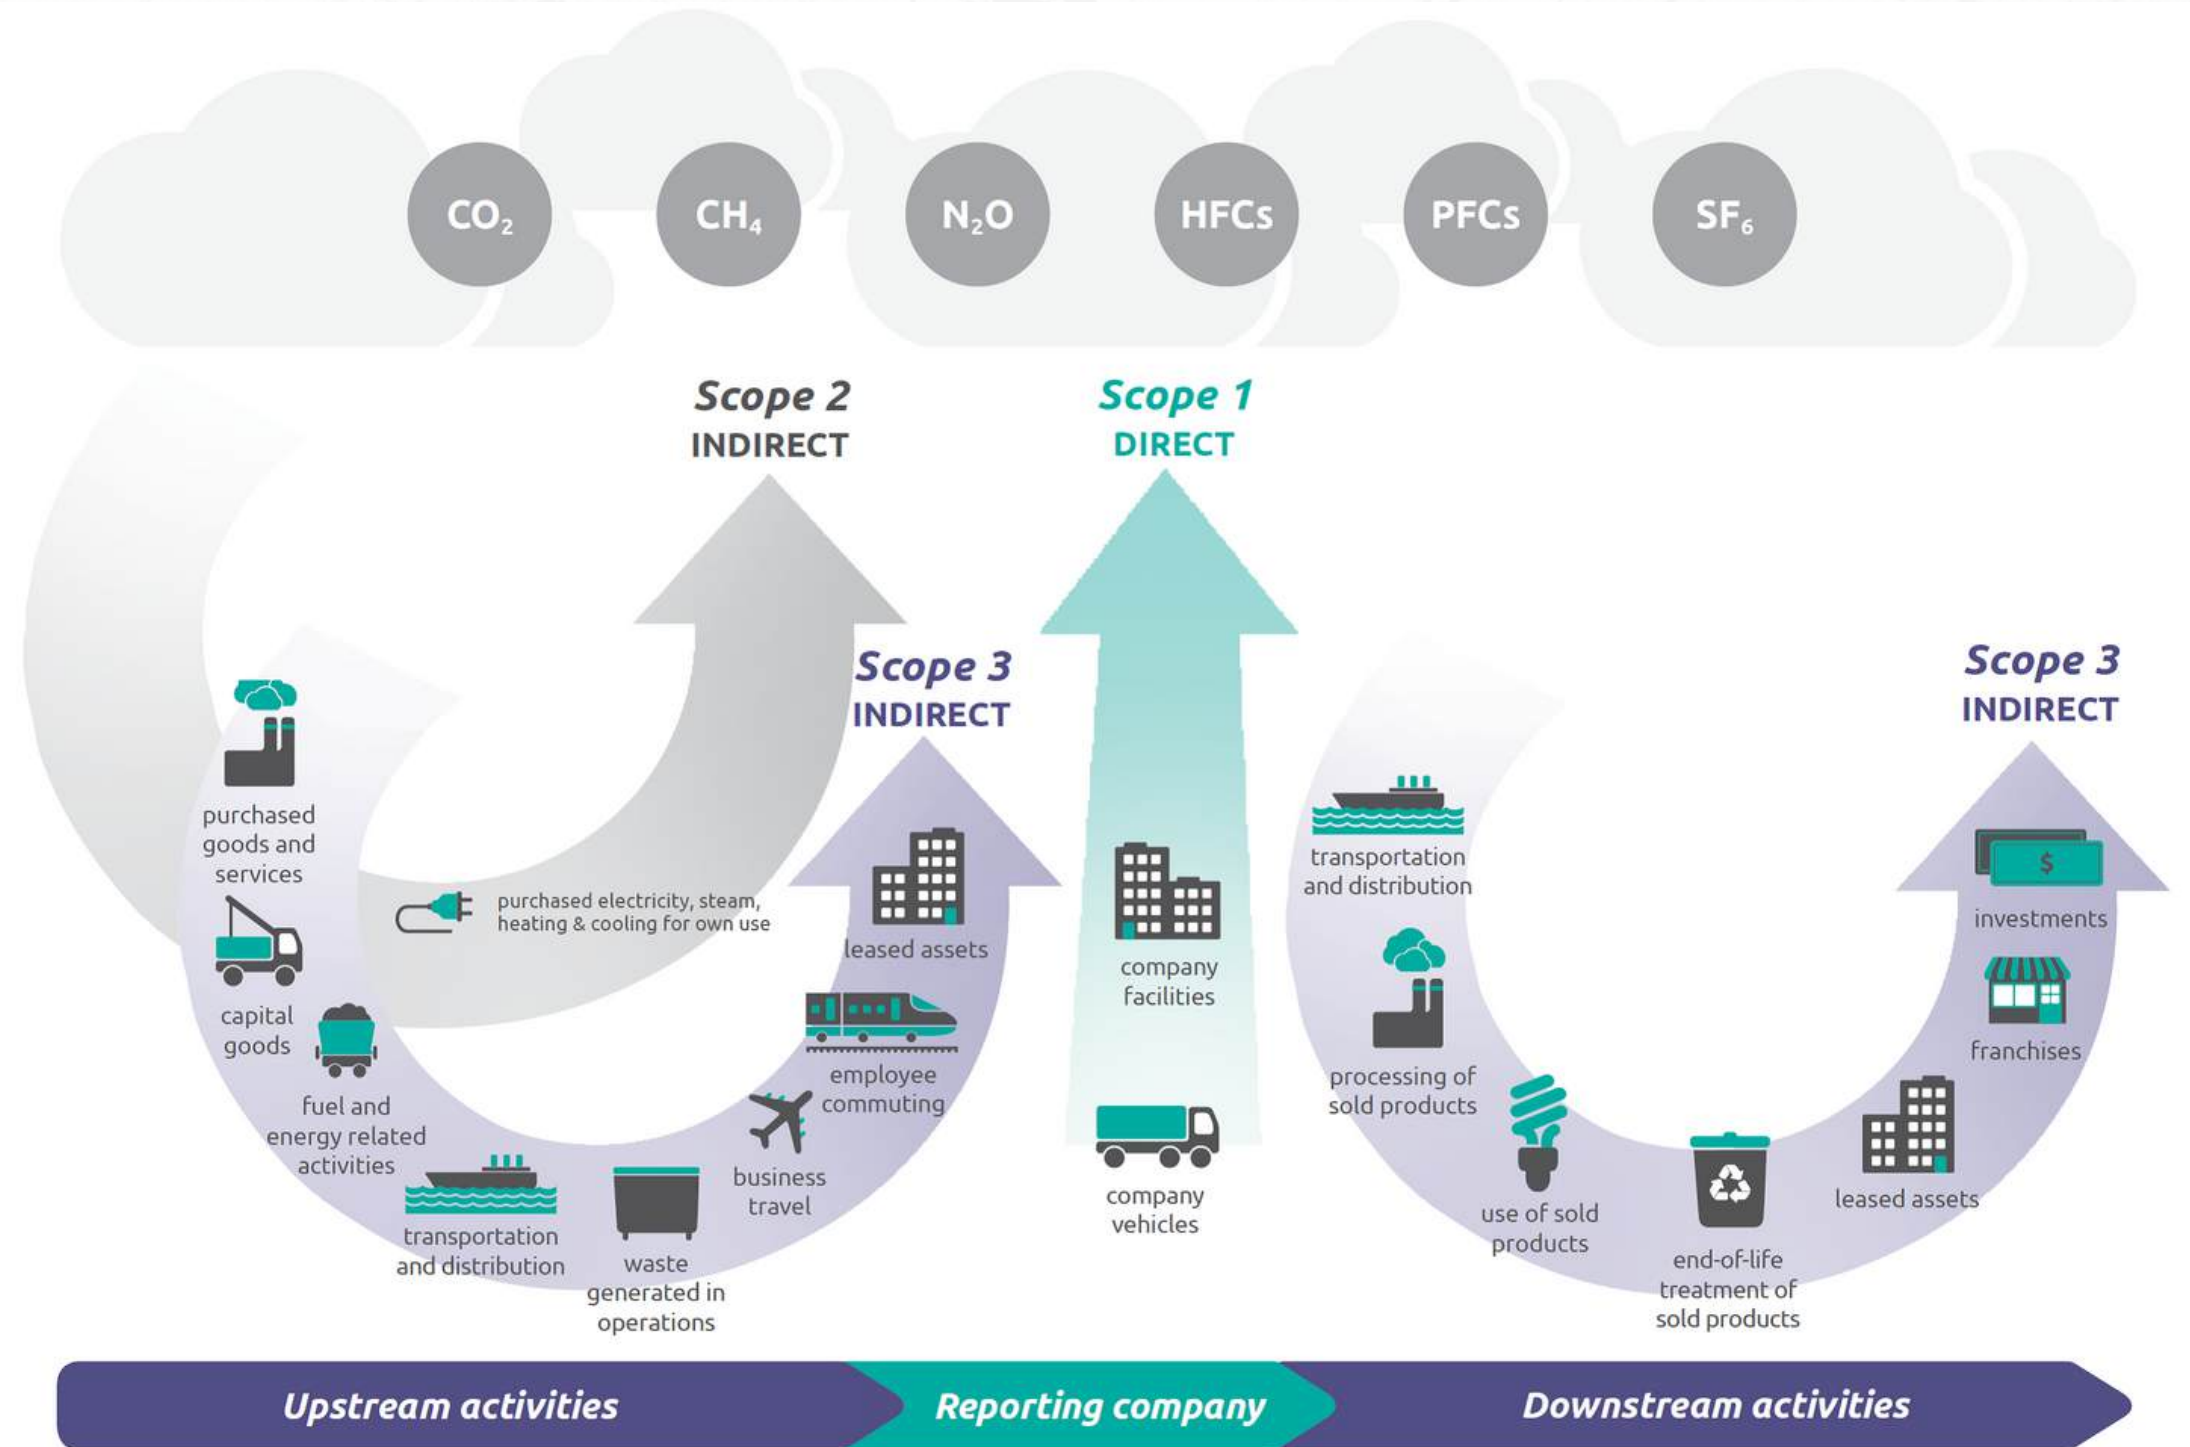 CO₂
CH₄
N₂O
HFCs
PFCs
SF₆
Scope 2
INDIRECT
Scope 1
DIRECT
Scope 3
INDIRECT
Scope 3
INDIRECT
purchased
goods and
services
capital
goods
fuel and
energy related
activities
transportation
and distribution
waste
generated in
operations
business
travel
employee
commuting
leased assets
purchased electricity, steam,
heating & cooling for own use
company
facilities
company
vehicles
transportation
and distribution
processing of
sold products
use of sold
products
end-of-life
treatment of
sold products
leased assets
franchises
$
investments
Upstream activities
Reporting company
Downstream activities